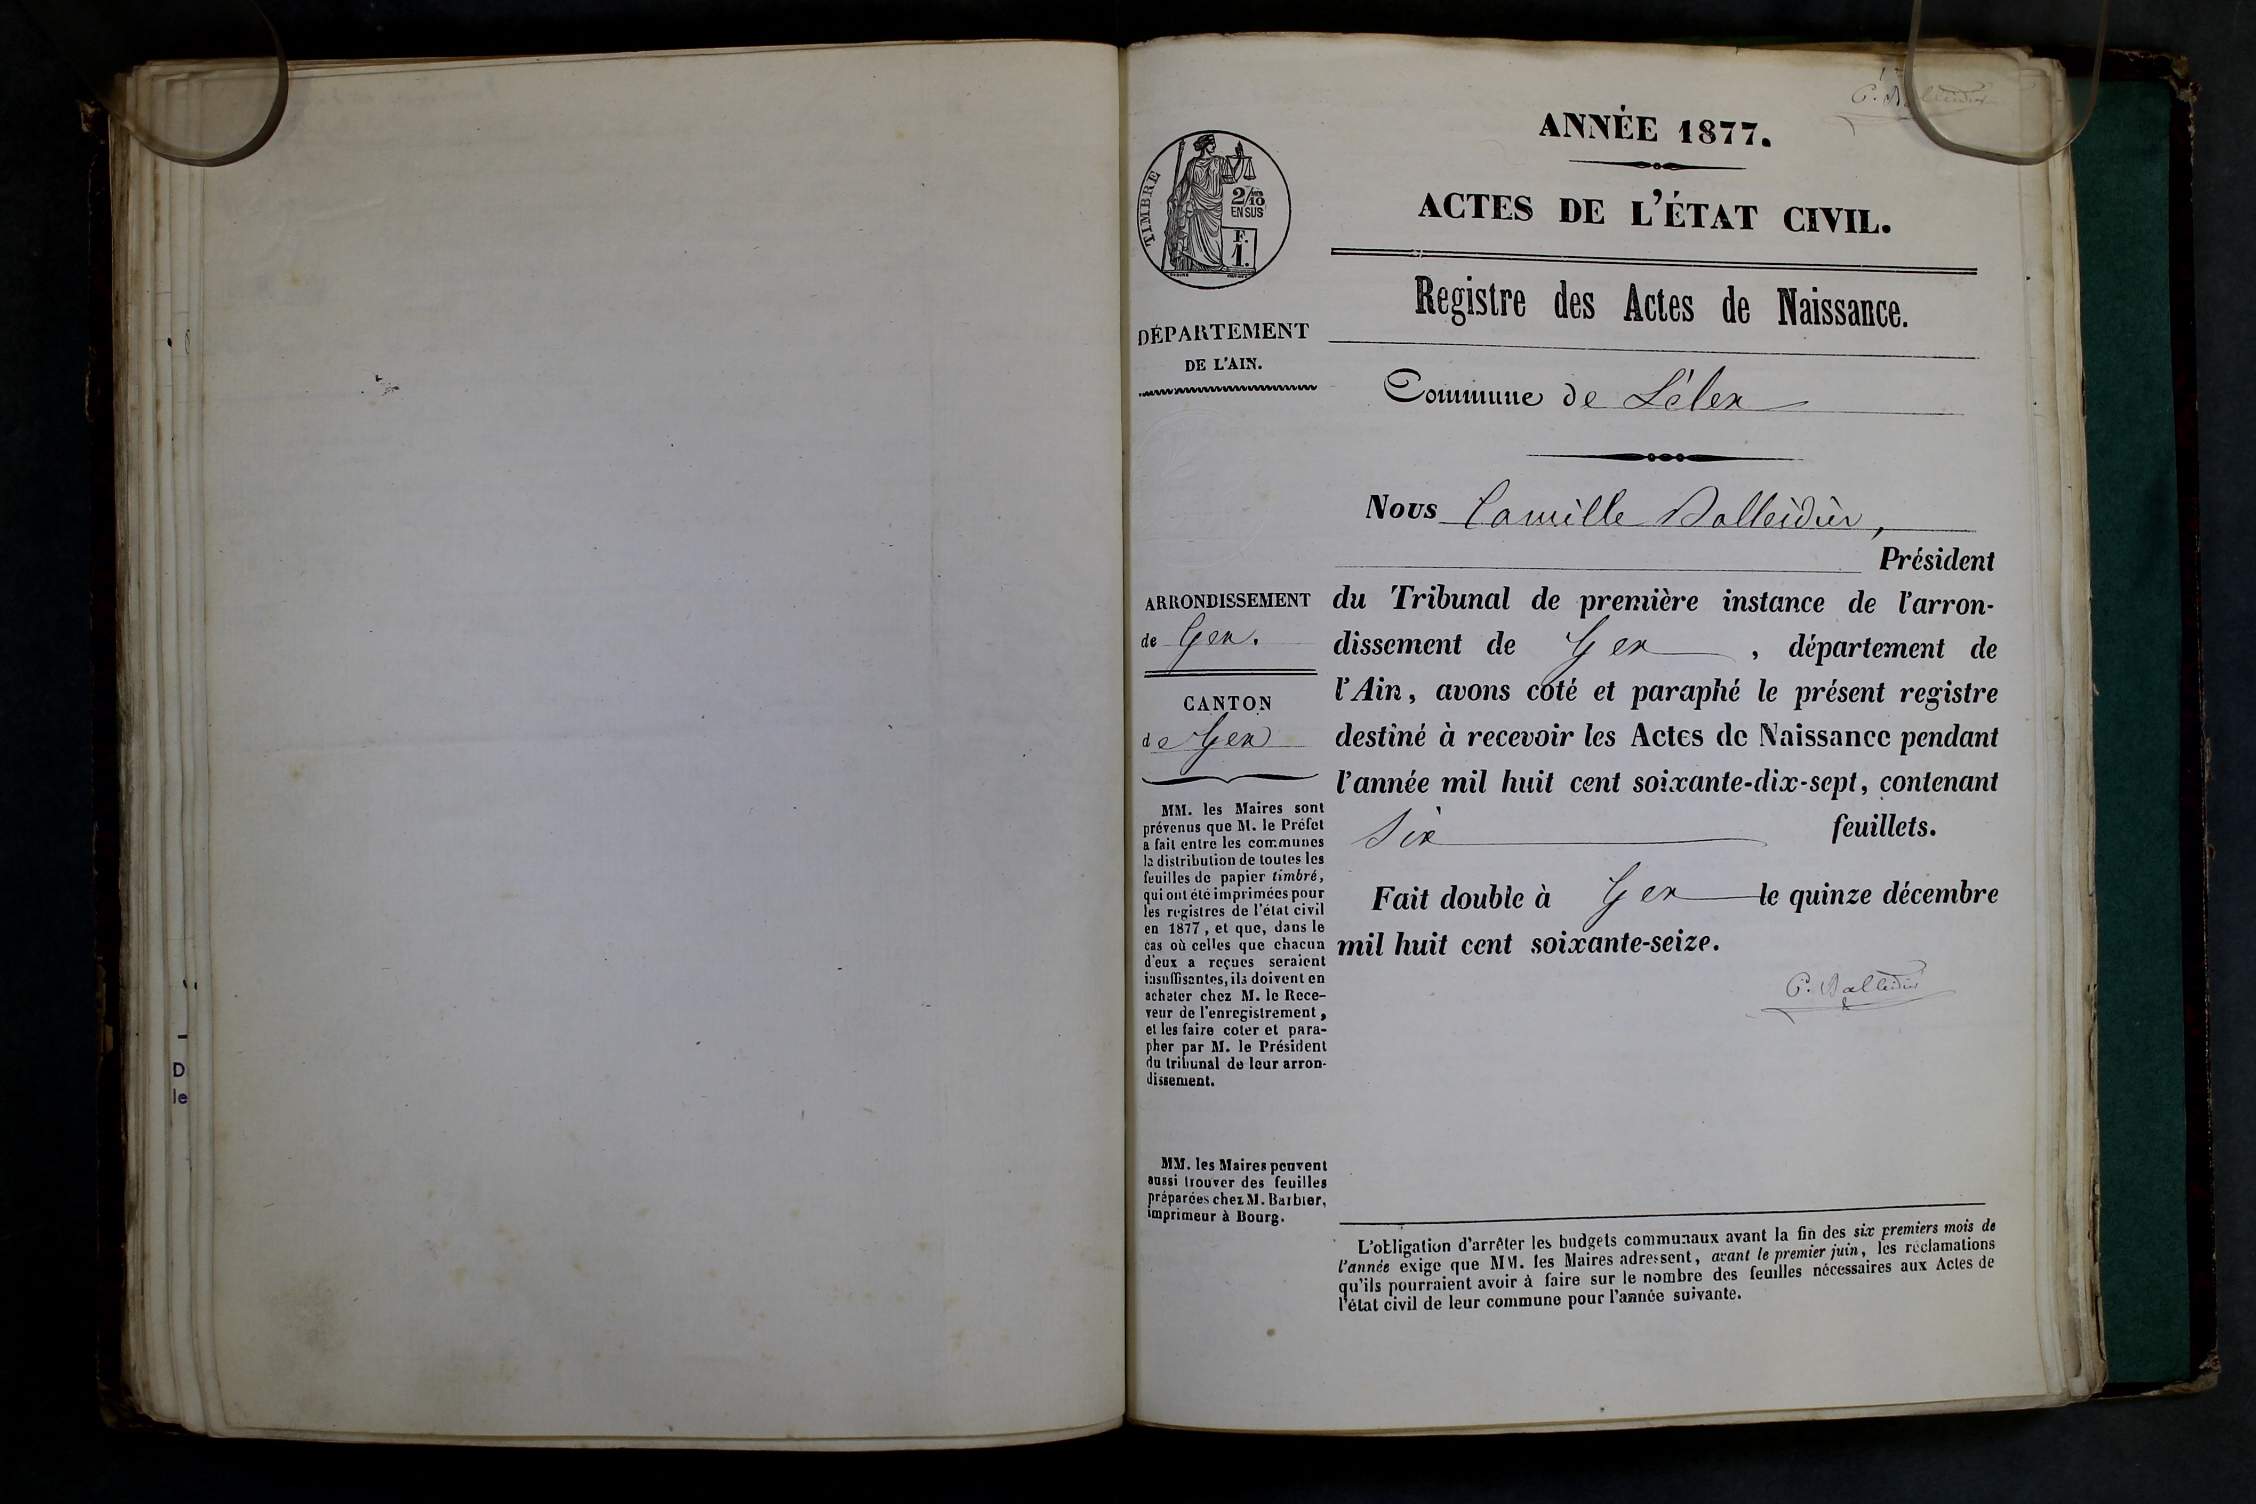 D
le
C. Balleidier
ANNÉE 1877.
ACTES DE L'ÉTAT CIVIL.
TIMBRE
2/10
EN SUS
F.
1.
Registre des Actes de Naissance.
DÉPARTEMENT
DE L'AIN.
Commune de Lélex
Nous Camille Balleidier,
Président
du Tribunal de première instance de l'arron-
dissement de Gex , département de
l'Ain, avons coté et paraphé le présent registre
destiné à recevoir les Actes de Naissance pendant
l'année mil huit cent soixante-dix-sept, contenant
Six feuillets.
Fait double à Gex le quinze décembre
mil huit cent soixante-seize.
C. Balleidier
ARRONDISSEMENT
de Gex.
CANTON
de Gex
MM. les Maires sont
prévenus que M. le Préfet
a fait entre les communes
la distribution de toutes les
feuilles de papier timbré,
qui ont été imprimées pour
les registres de l'état civil
en 1877, et que, dans le
cas où celles que chacun
d'eux a reçues seraient
insuffisantes, ils doivent en
acheter chez M. le Rece-
veur de l'enregistrement,
et les faire coter et para-
pher par M. le Président
du tribunal de leur arron-
dissement.
MM. les Maires peuvent
aussi trouver des feuilles
préparées chez M. Barbier,
imprimeur à Bourg.
L'obligation d'arrêter les budgets communaux avant la fin des six premiers mois de
l'année exige que MM. les Maires adressent, avant le premier juin, les réclamations
qu'ils pourraient avoir à faire sur le nombre des feuilles nécessaires aux Actes de
l'état civil de leur commune pour l'année suivante.